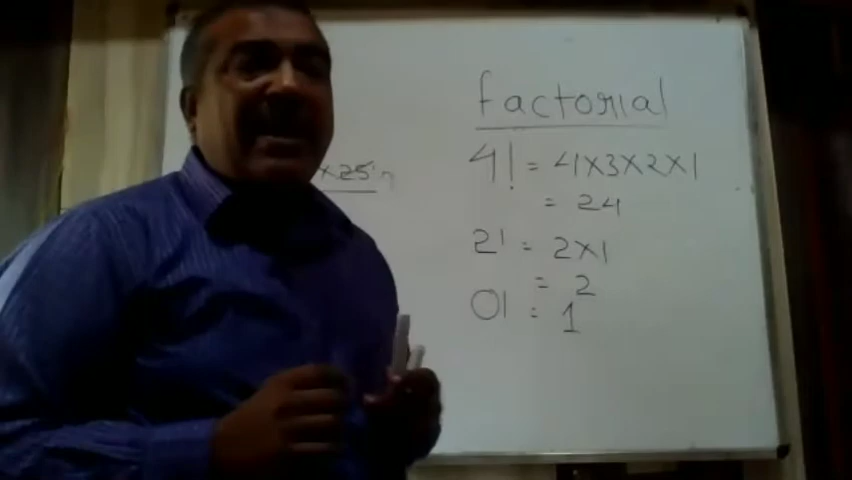 factorial
4! = 4x3x2x1
= 24
2! = 2x1
= 2
0! = 1